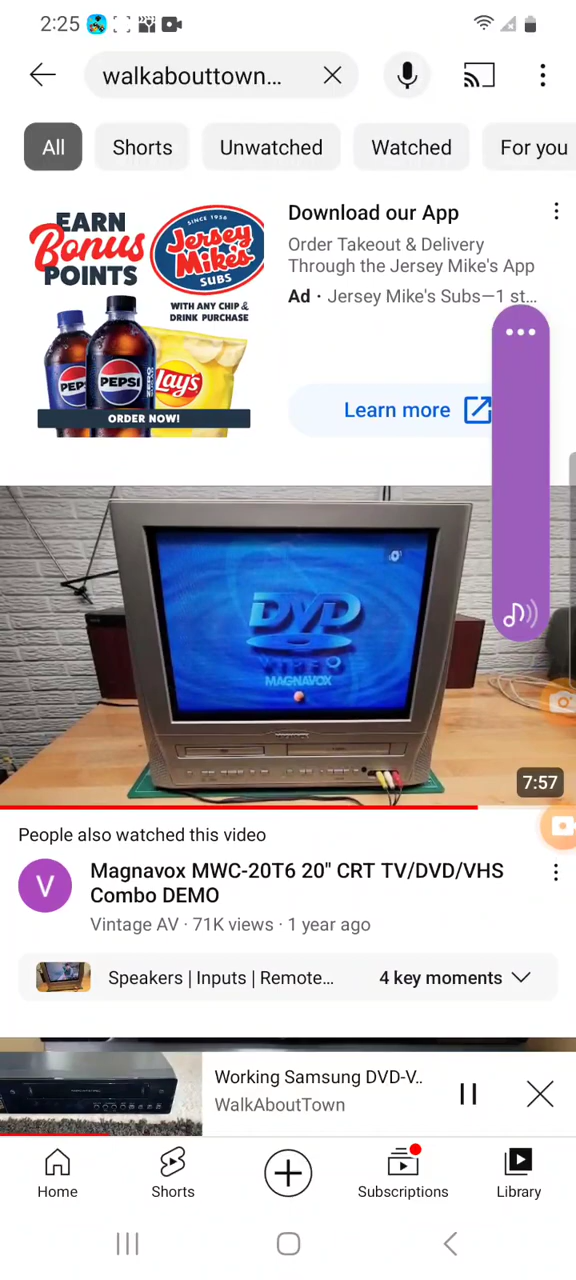 2:25
walkabouttown...
All
Shorts
Unwatched
Watched
For you
EARN
Bonus
POINTS
SINCE 1956
Jersey
Mike's
SUBS
WITH ANY CHIP &
DRINK PURCHASE
PEPSI
Lay's
ORDER NOW!
Download our App
Order Takeout & Delivery
Through the Jersey Mike's App
Ad · Jersey Mike's Subs—1 st...
Learn more
DVD
VIDEO
MAGNAVOX
7:57
People also watched this video
V
Magnavox MWC-20T6 20" CRT TV/DVD/VHS
Combo DEMO
Vintage AV · 71K views · 1 year ago
Speakers | Inputs | Remote...
4 key moments
Working Samsung DVD-V..
WalkAboutTown
Home
Shorts
Subscriptions
Library